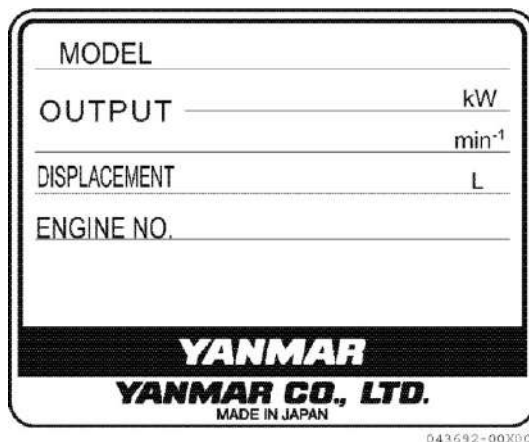 MODEL
OUTPUT kW
min⁻¹
DISPLACEMENT L
ENGINE NO.
YANMAR
YANMAR CO., LTD.
MADE IN JAPAN